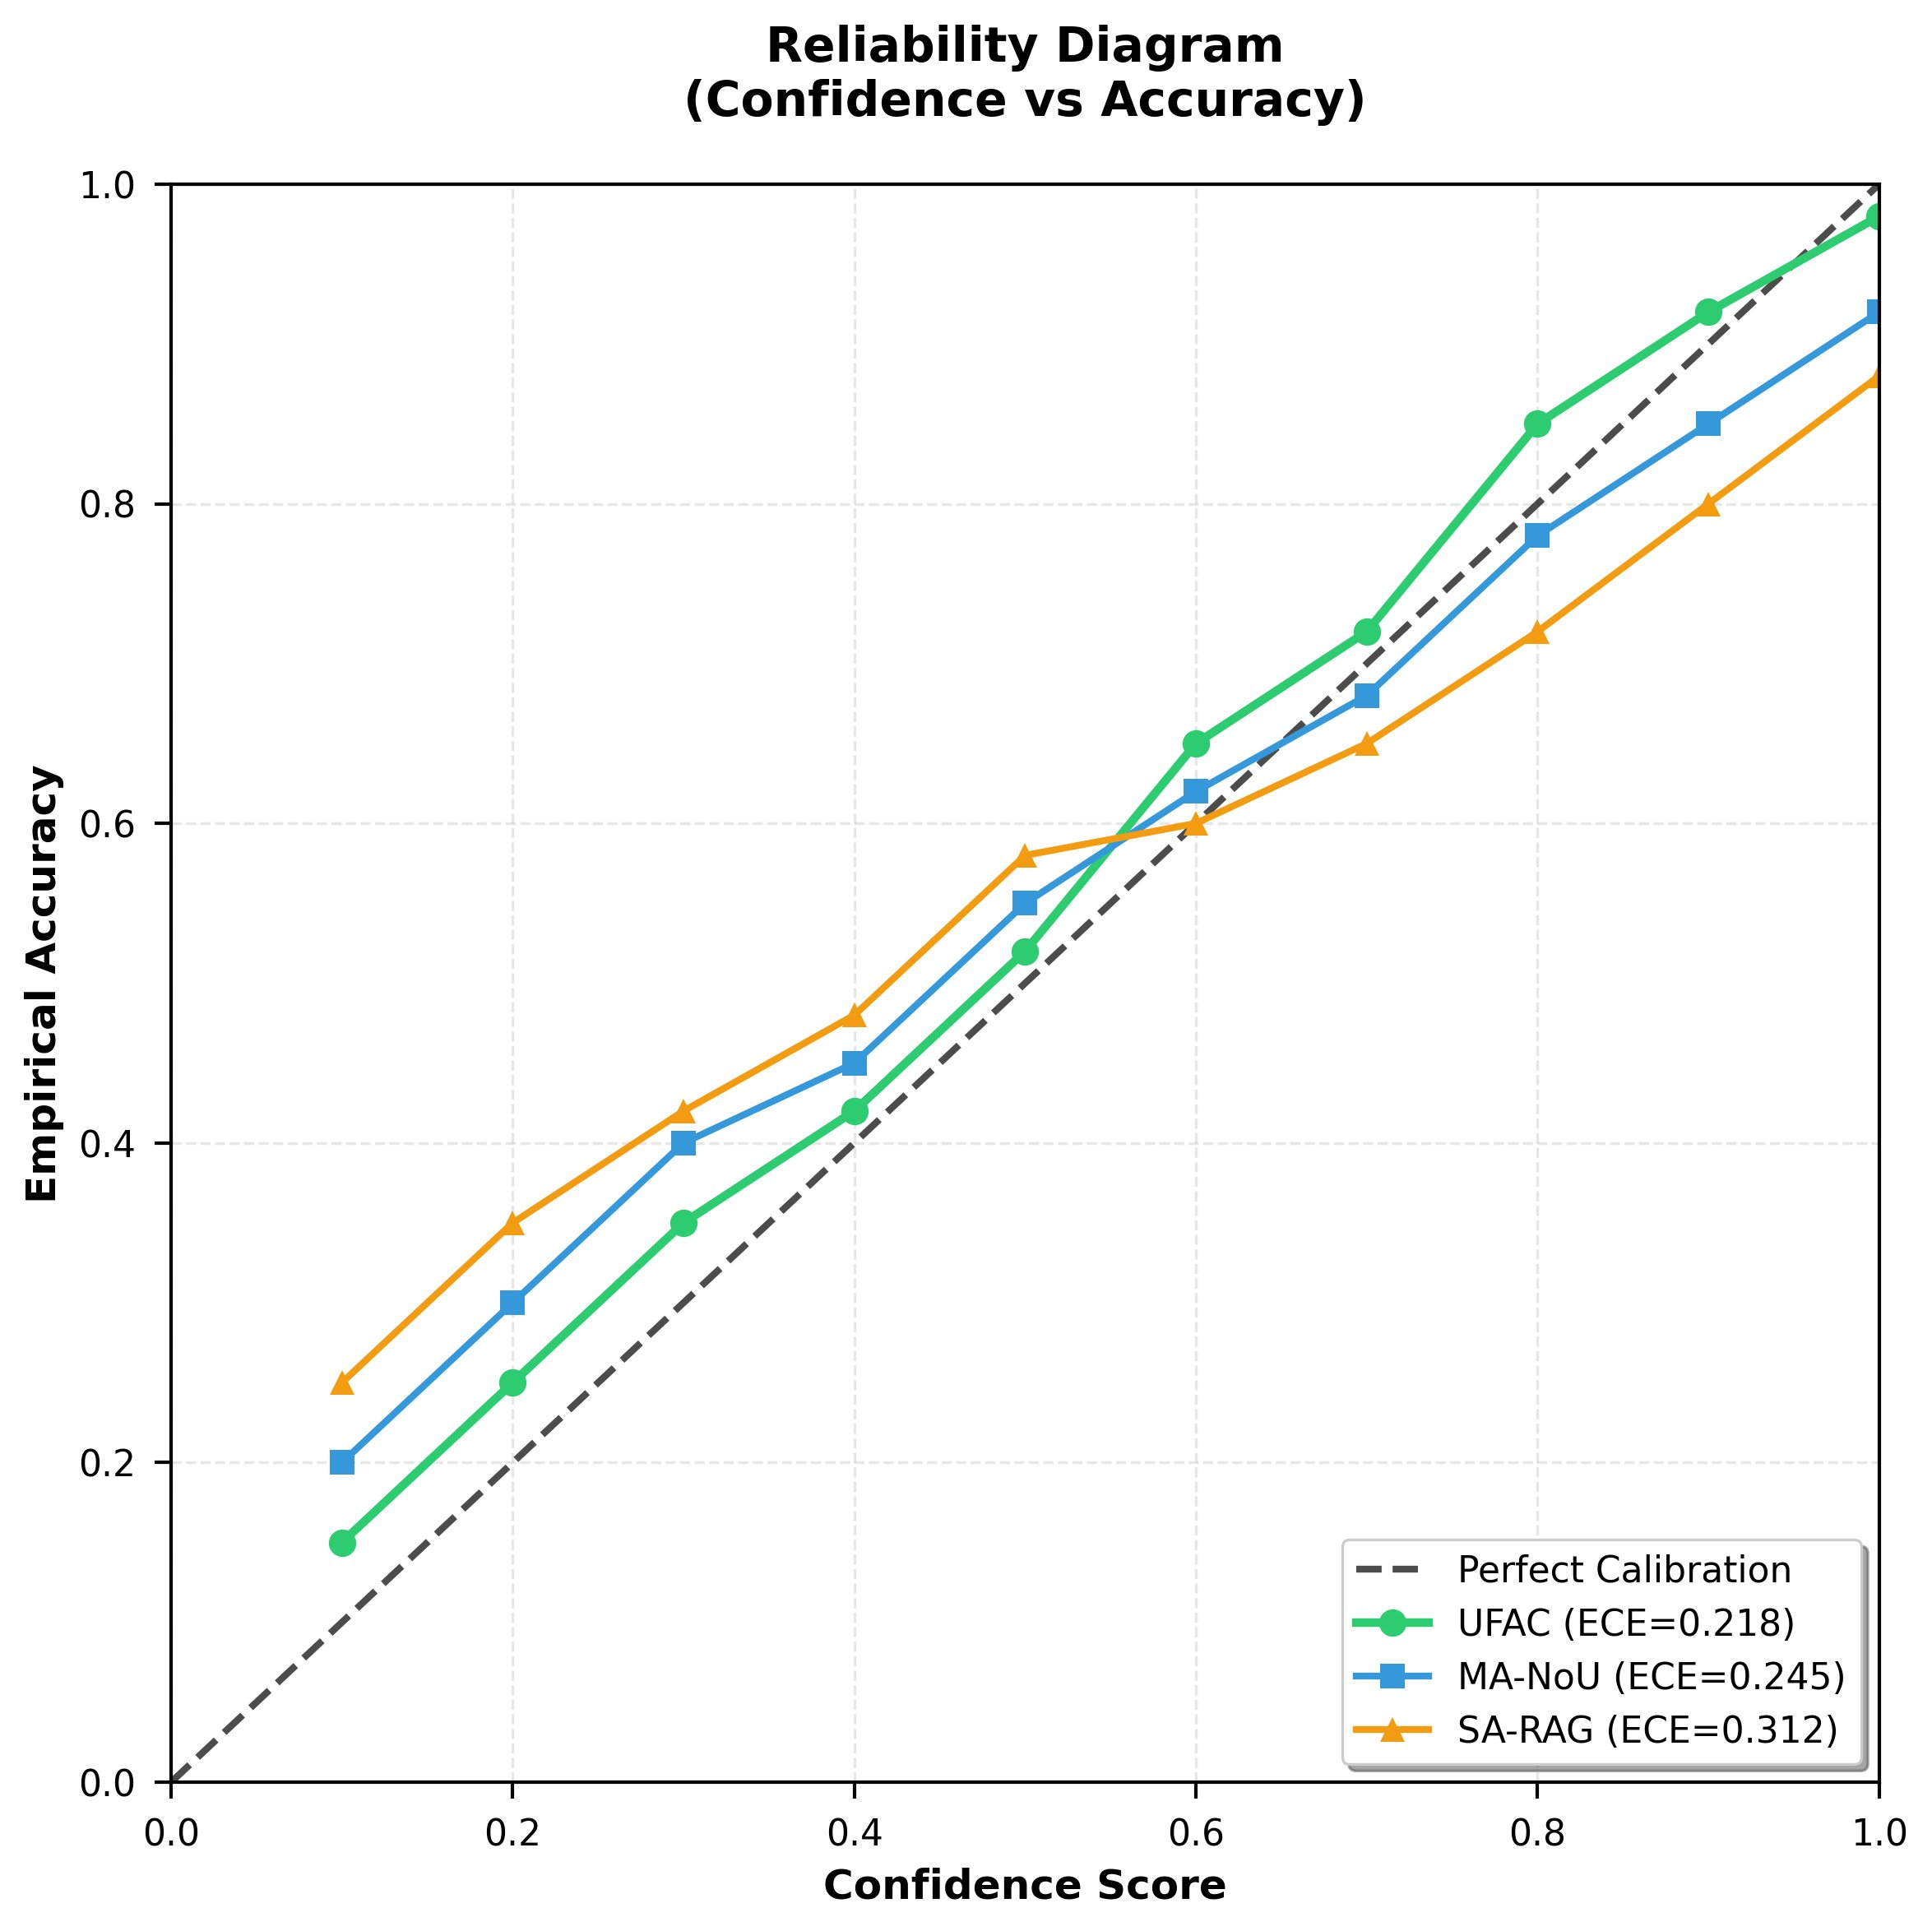 Reliability Diagram
(Confidence vs Accuracy)
Empirical Accuracy
1.0
0.8
0.6
0.4
0.2
0.0
0.0 0.2 0.4 0.6 0.8 1.0
Confidence Score
Perfect Calibration
UFAC (ECE=0.218)
MA-NoU (ECE=0.245)
SA-RAG (ECE=0.312)